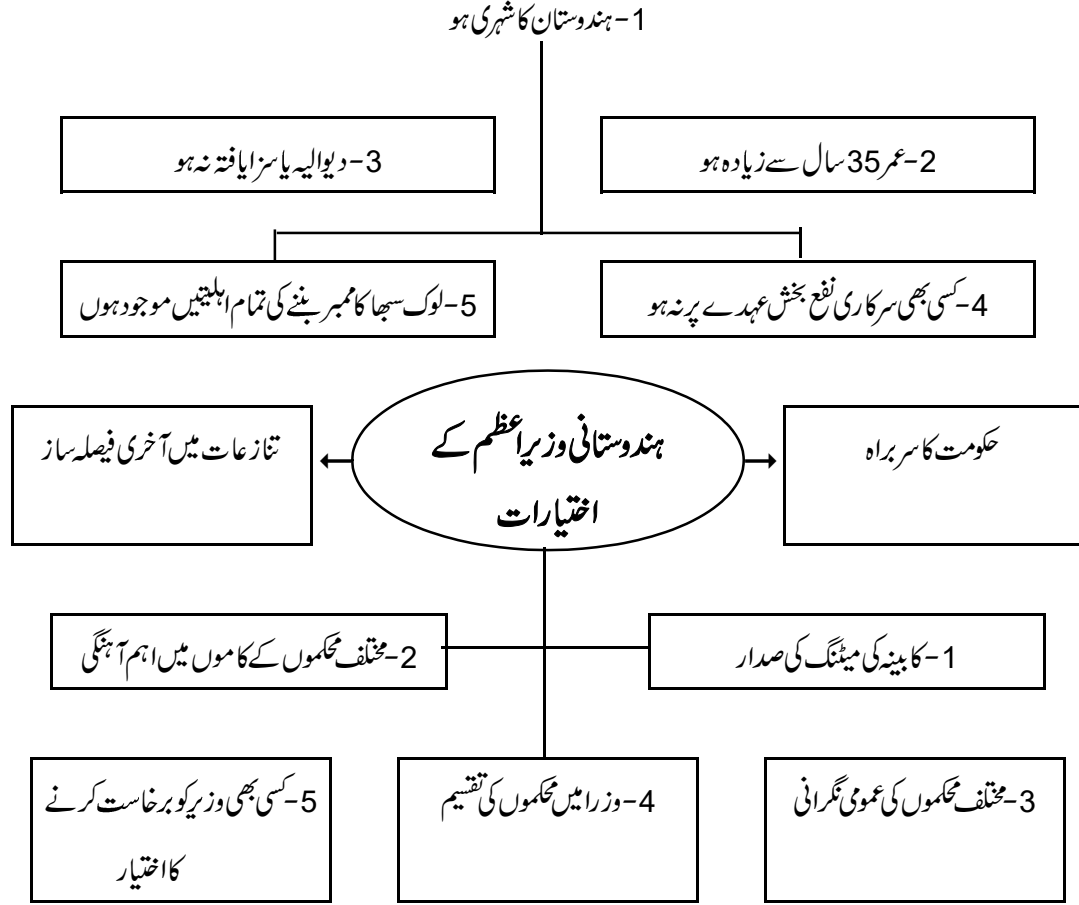 1-ہندوستان کا شہری ہو
2-عمر 35 سال سے زیادہ ہو
3-دیوالیہ یا سزا یافتہ نہ ہو
4-کسی بھی سرکاری نفع بخش عہدے پر نہ ہو
5-لوک سبھا کا ممبر بننے کی تمام اہلیتیں موجود ہوں
ہندوستانی وزیراعظم کے
اختیارات
حکومت کا سربراہ
تنازعات میں آخری فیصلہ ساز
1-کابینہ کی میٹنگ کی صدار
2-مختلف محکموں کے کاموں میں اہم آہنگی
3-مختلف محکموں کی عمومی نگرانی
4-وزرا میں محکموں کی تقسیم
5-کسی بھی وزیر کو برخاست کرنے
کا اختیار